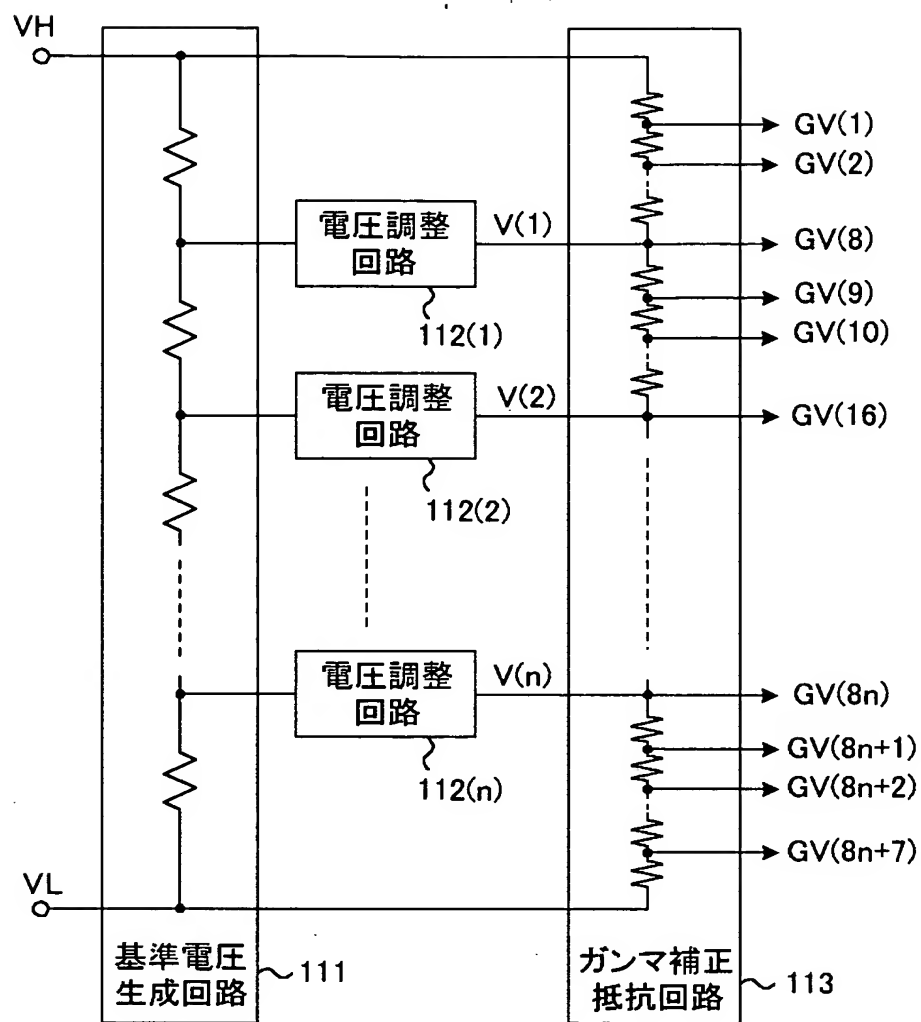 VH
GV(1)
GV(2)
電圧調整
回路
V(1)
GV(8)
112(1)
GV(9)
GV(10)
電圧調整
回路
V(2)
GV(16)
112(2)
電圧調整
回路
V(n)
GV(8n)
112(n)
GV(8n+1)
GV(8n+2)
GV(8n+7)
VL
基準電圧
生成回路
111
ガンマ補正
抵抗回路
113